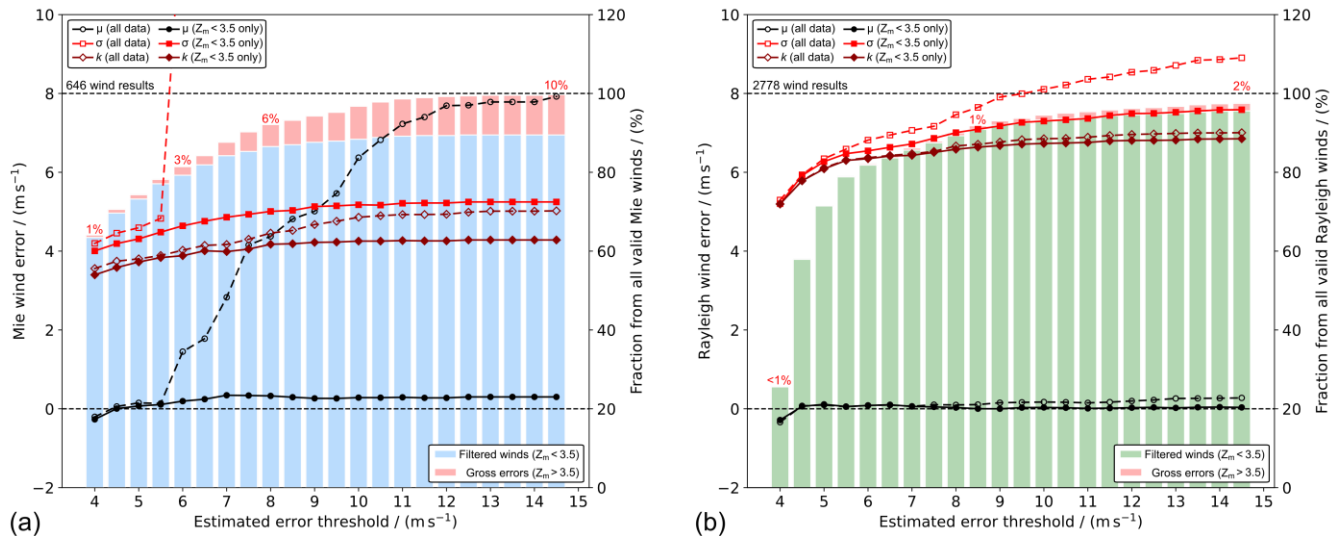 μ (all data) μ (Zm < 3.5 only)
σ (all data) σ (Zm < 3.5 only)
k (all data) k (Zm < 3.5 only)
646 wind results
1%
3%
6%
10%
Mie wind error / (m s⁻¹)
10
8
6
4
2
0
−2
120
100
80
60
40
20
0
Fraction from all valid Mie winds / (%)
Filtered winds (Zm < 3.5)
Gross errors (Zm > 3.5)
4 5 6 7 8 9 10 11 12 13 14 15
Estimated error threshold / (m s⁻¹)
(a)
μ (all data) μ (Zm < 3.5 only)
σ (all data) σ (Zm < 3.5 only)
k (all data) k (Zm < 3.5 only)
2778 wind results
<1%
1%
2%
Rayleigh wind error / (m s⁻¹)
10
8
6
4
2
0
−2
120
100
80
60
40
20
0
Fraction from all valid Rayleigh winds / (%)
Filtered winds (Zm < 3.5)
Gross errors (Zm > 3.5)
4 5 6 7 8 9 10 11 12 13 14 15
Estimated error threshold / (m s⁻¹)
(b)